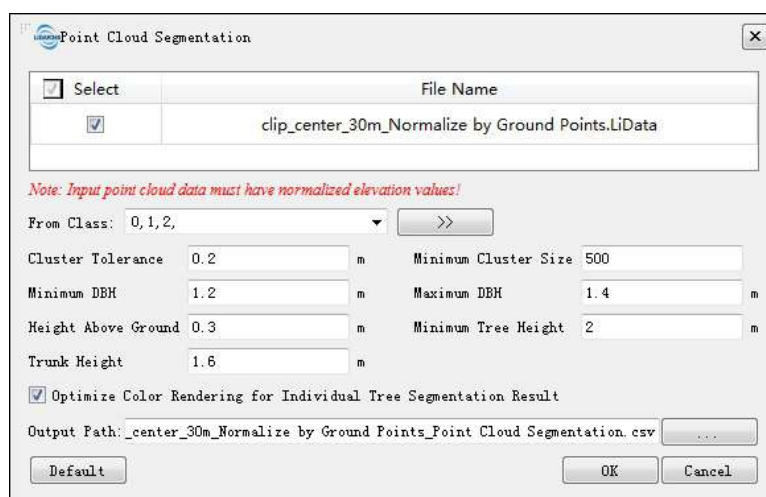 Point Cloud Segmentation
Select File Name
clip_center_30m_Normalize by Ground Points.LiData
Note: Input point cloud data must have normalized elevation values!
From Class: 0,1,2, >>
Cluster Tolerance 0.2 m Minimum Cluster Size 500
Minimum DBH 1.2 m Maximum DBH 1.4 m
Height Above Ground 0.3 m Minimum Tree Height 2 m
Trunk Height 1.6 m
Optimize Color Rendering for Individual Tree Segmentation Result
Output Path: _center_30m_Normalize by Ground Points_Point Cloud Segmentation.csv ...
Default OK Cancel